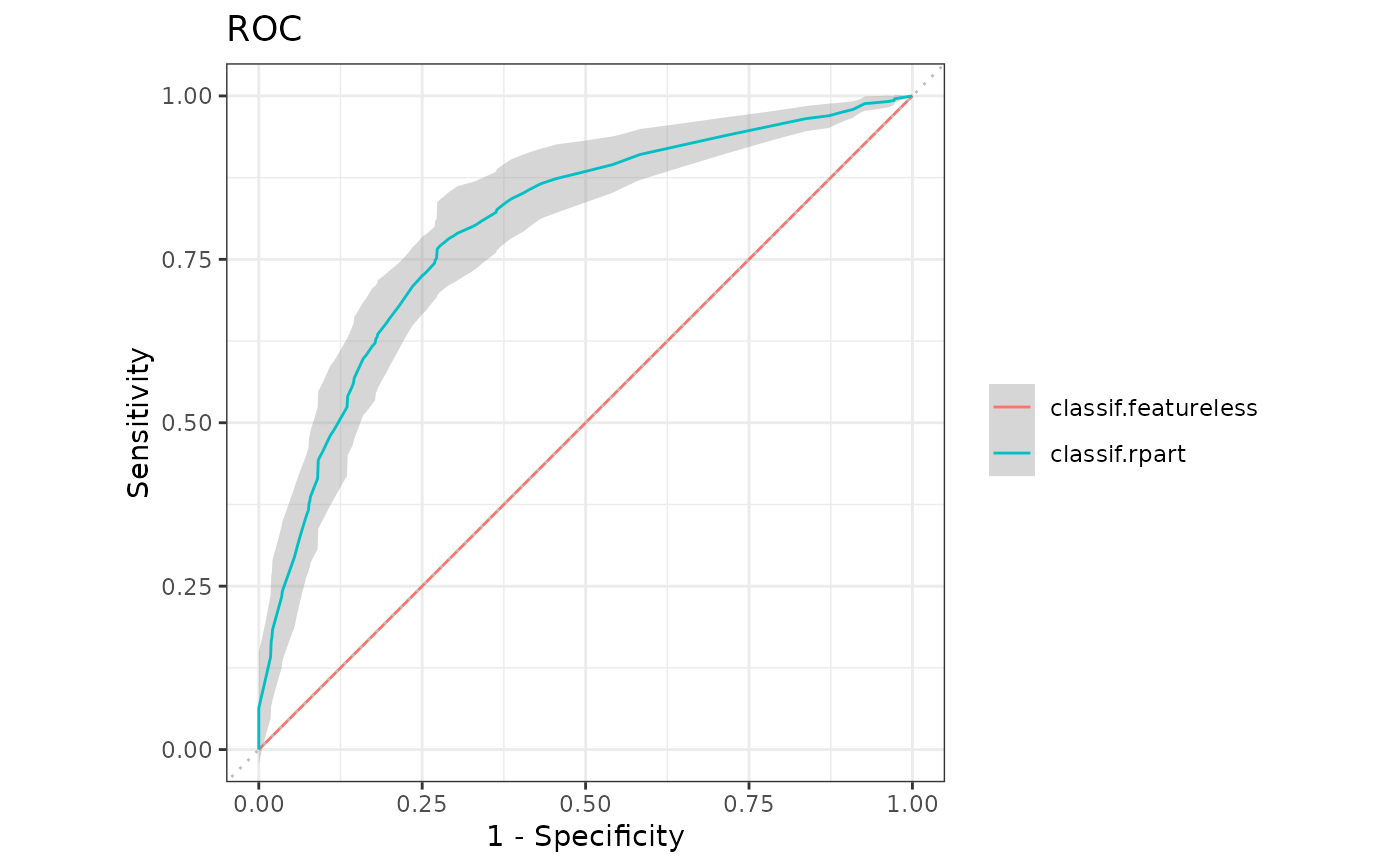 ROC
1.00
0.75
0.50
0.25
0.00
Sensitivity
0.00 0.25 0.50 0.75 1.00
1 - Specificity
classif.featureless
classif.rpart